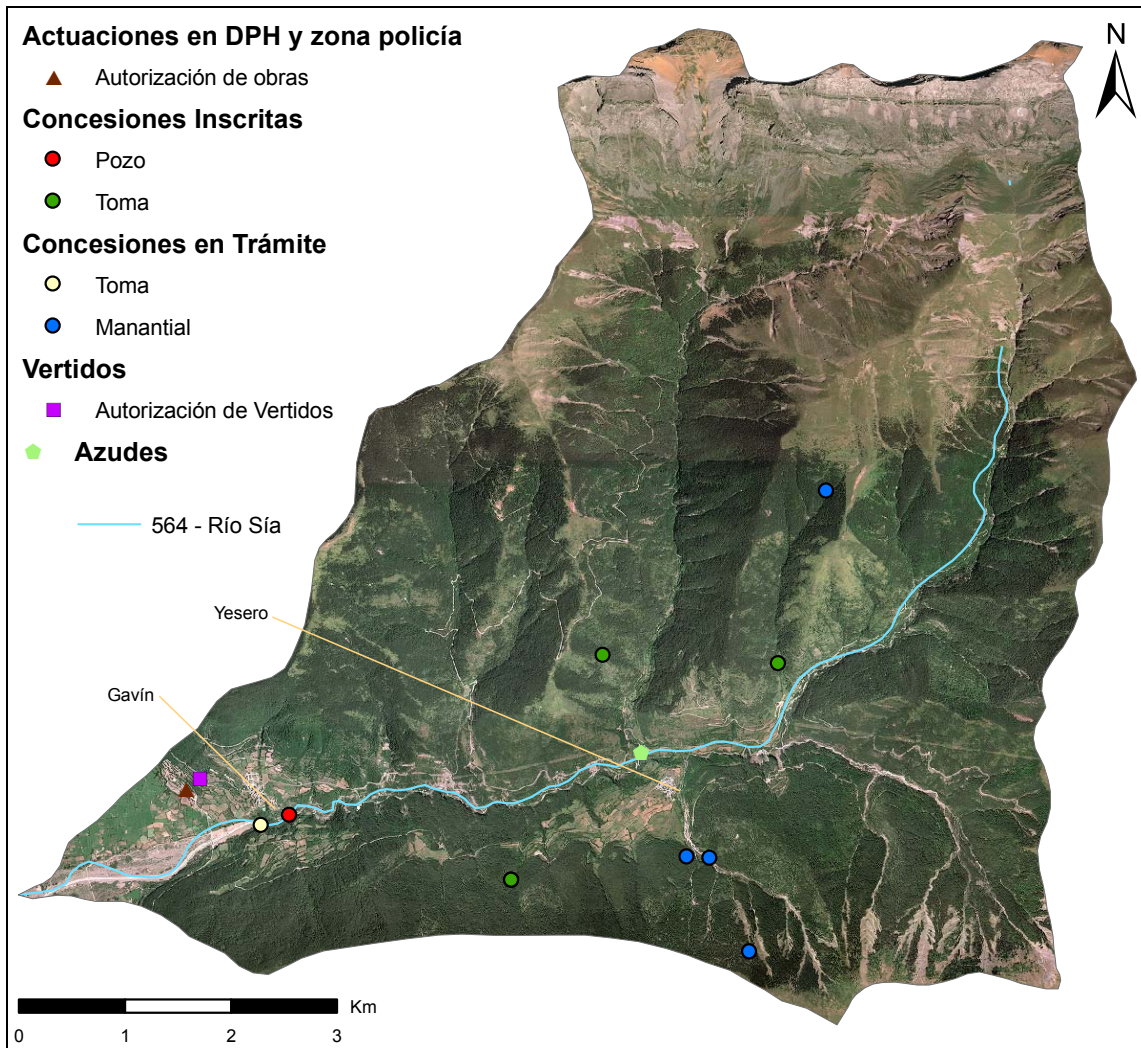 Actuaciones en DPH y zona policía
Autorización de obras
Concesiones Inscritas
Pozo
Toma
Concesiones en Trámite
Toma
Manantial
Vertidos
Autorización de Vertidos
Azudes
564 - Río Sía
N
Yesero
Gavín
Km
0 1 2 3